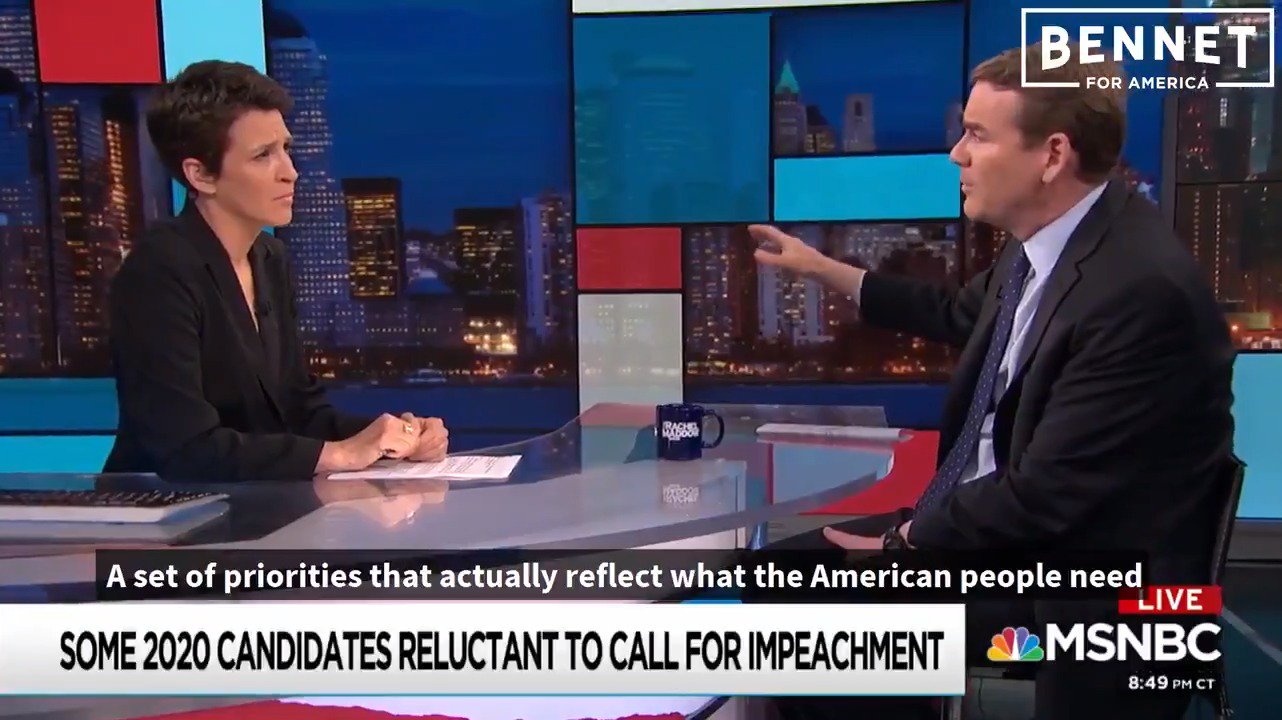 BENNET
FOR AMERICA
RACHEL
MADDOW
A set of priorities that actually reflect what the American people need
LIVE
SOME 2020 CANDIDATES RELUCTANT TO CALL FOR IMPEACHMENT
MSNBC
8:49 PM CT